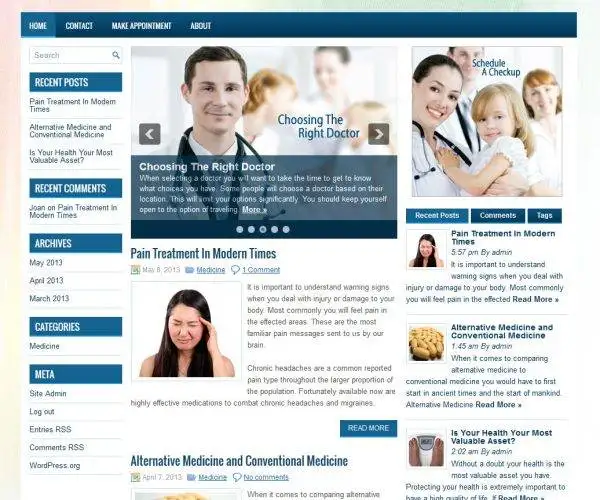 HOME CONTACT MAKE APPOINTMENT ABOUT
Search
RECENT POSTS
Pain Treatment In Modern
Times
Alternative Medicine and
Conventional Medicine
Is Your Health Your Most
Valuable Asset?
RECENT COMMENTS
Joan on Pain Treatment In
Modern Times
ARCHIVES
May 2013
April 2013
March 2013
CATEGORIES
Medicine
META
Site Admin
Log out
Entries RSS
Comments RSS
WordPress.org
Choosing The
Right Doctor
Choosing The Right Doctor
When selecting a doctor you will want to take the time to get to know
what choices you have. Some people will choose a doctor based on their
location. This will limit your options significantly. You should keep yourself
open to the option of traveling. More »
Pain Treatment In Modern Times
May 8, 2013 Medicine 1 Comment
It is important to understand warning signs
when you deal with injury or damage to your
body. Most commonly you will feel pain in
the effected areas. These are the most
familiar pain messages sent to us by our
brain.
Chronic headaches are a common reported
pain type throughout the larger proportion of
the population. Fortunately available now are
highly effective medications to combat chronic headaches and migraines.
READ MORE
Alternative Medicine and Conventional Medicine
April 7, 2013 Medicine No comments
When it comes to comparing alternative
Schedule
A Checkup
Recent Posts Comments Tags
Pain Treatment In Modern
Times
5:57 pm By admin
It is important to understand
warning signs when you deal with
injury or damage to your body. Most commonly
you will feel pain in the effected Read More »
Alternative Medicine and
Conventional Medicine
1:45 am By admin
When it comes to comparing
alternative medicine to
conventional medicine you would have to first
start in ancient times and the start of mankind.
Alternative Medicine Read More »
Is Your Health Your Most
Valuable Asset?
2:02 am By admin
Without a doubt your health is
the most valuable asset you have.
Protecting your health is extremely important to
have a high quality of life. If Read More »